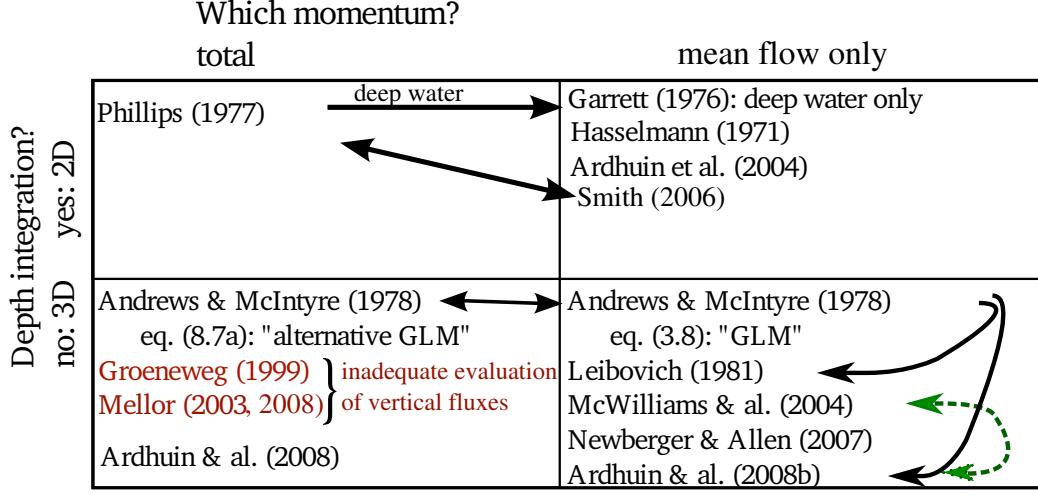 Which momentum?
total
mean flow only
Depth integration?
yes: 2D
no: 3D
Phillips (1977)
deep water
Garrett (1976): deep water only
Hasselmann (1971)
Ardhuin et al. (2004)
Smith (2006)
Andrews & McIntyre (1978)
eq. (8.7a): "alternative GLM"
Groeneweg (1999)
Mellor (2003, 2008)
inadequate evaluation
of vertical fluxes
Ardhuin & al. (2008)
Andrews & McIntyre (1978)
eq. (3.8): "GLM"
Leibovich (1981)
McWilliams & al. (2004)
Newberger & Allen (2007)
Ardhuin & al. (2008b)